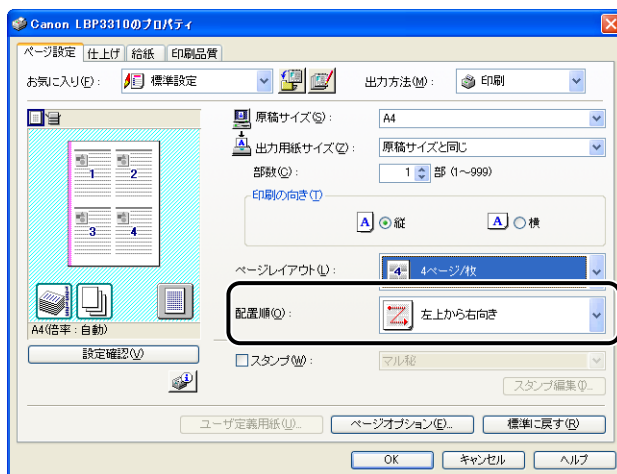 Canon LBP3310のプロパティ
ページ設定 仕上げ 給紙 印刷品質
お気に入り(F): 標準設定 出力方法(M): 印刷
原稿サイズ(S): A4
出力用紙サイズ(Z): 原稿サイズと同じ
部数(C): 1 部 (1～999)
印刷の向き(T)
A 縦 A 横
1 2
3 4
ページレイアウト(L): 4 4ページ/枚
配置順(O): 左上から右向き
A4(倍率:自動)
設定確認(V)
スタンプ(W): マル秘
スタンプ編集(I)...
ユーザ定義用紙(U)... ページオプション(E)... 標準に戻す(R)
OK キャンセル ヘルプ